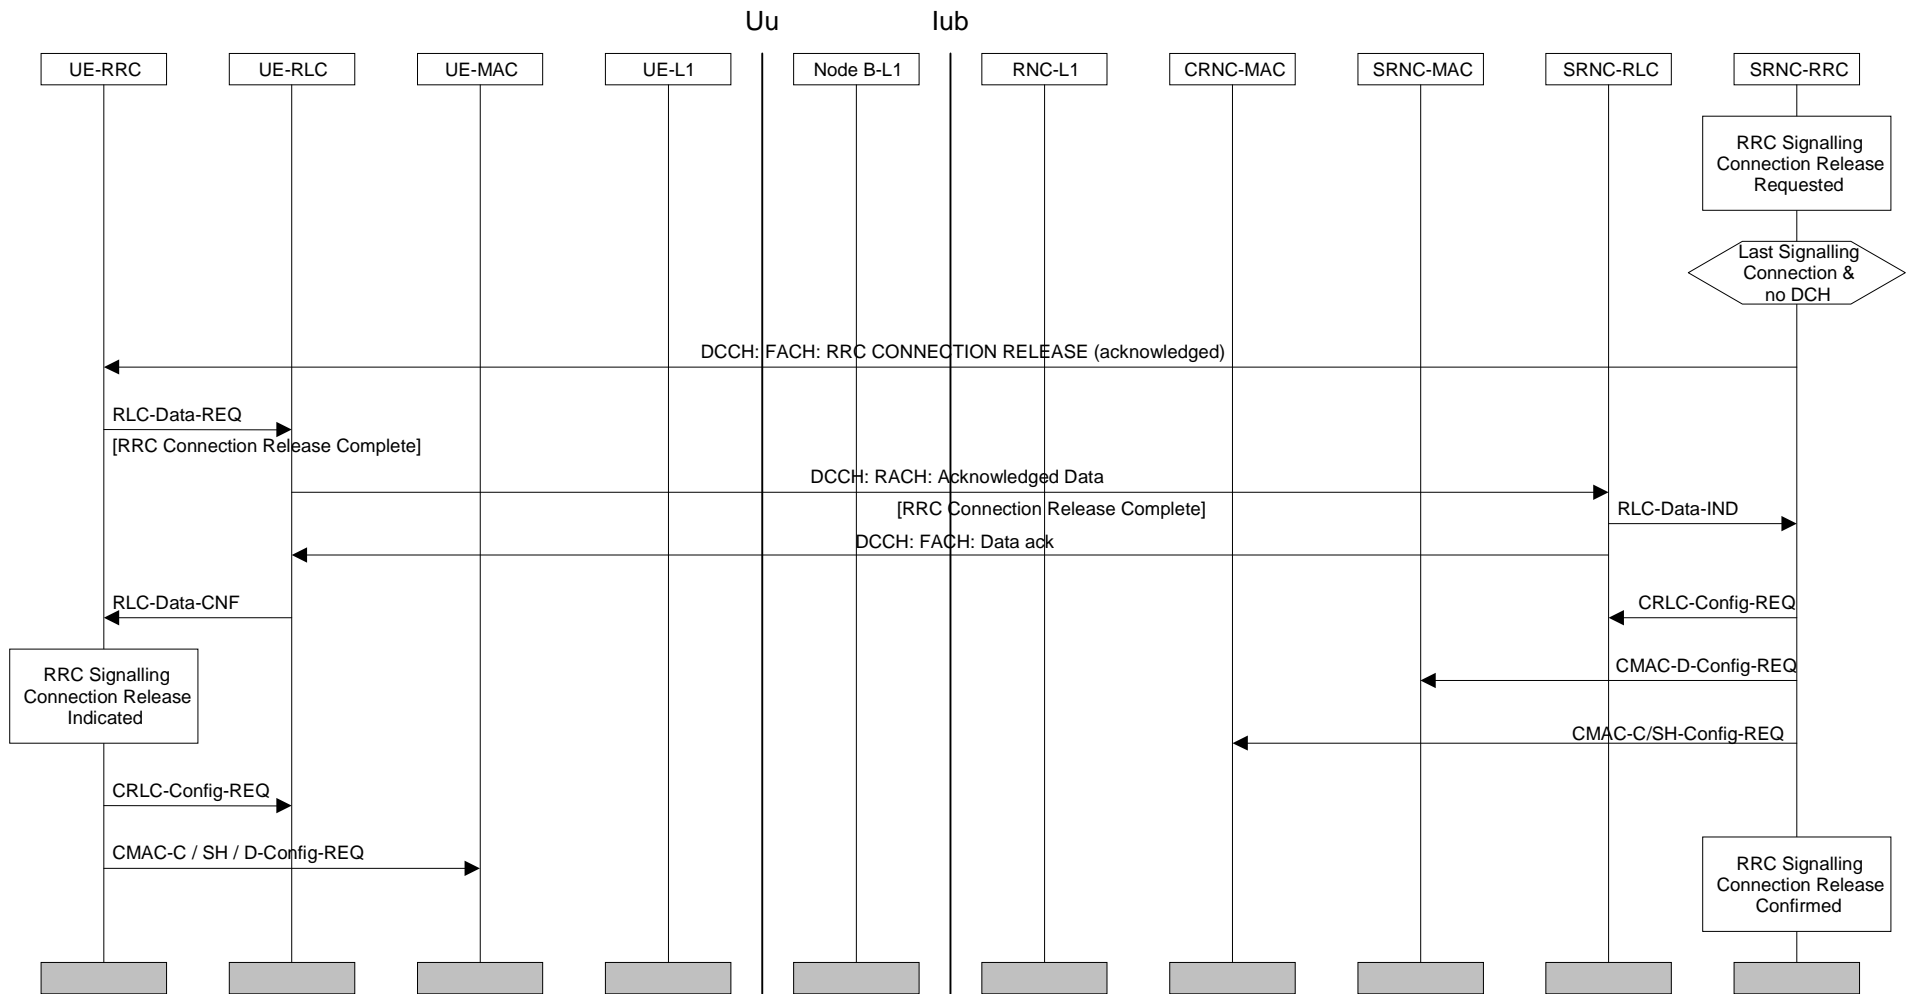 Uu Iub
UE-RRC UE-RLC UE-MAC UE-L1 Node B-L1 RNC-L1 CRNC-MAC SRNC-MAC SRNC-RLC SRNC-RRC
RRC Signalling
Connection Release
Requested
Last Signalling
Connection &
no DCH
DCCH: FACH: RRC CONNECTION RELEASE (acknowledged)
RLC-Data-REQ
[RRC Connection Release Complete]
DCCH: RACH: Acknowledged Data
[RRC Connection Release Complete]
RLC-Data-IND
DCCH: FACH: Data ack
RLC-Data-CNF
CRLC-Config-REQ
RRC Signalling
Connection Release
Indicated
CMAC-D-Config-REQ
CMAC-C/SH-Config-REQ
CRLC-Config-REQ
CMAC-C / SH / D-Config-REQ
RRC Signalling
Connection Release
Confirmed